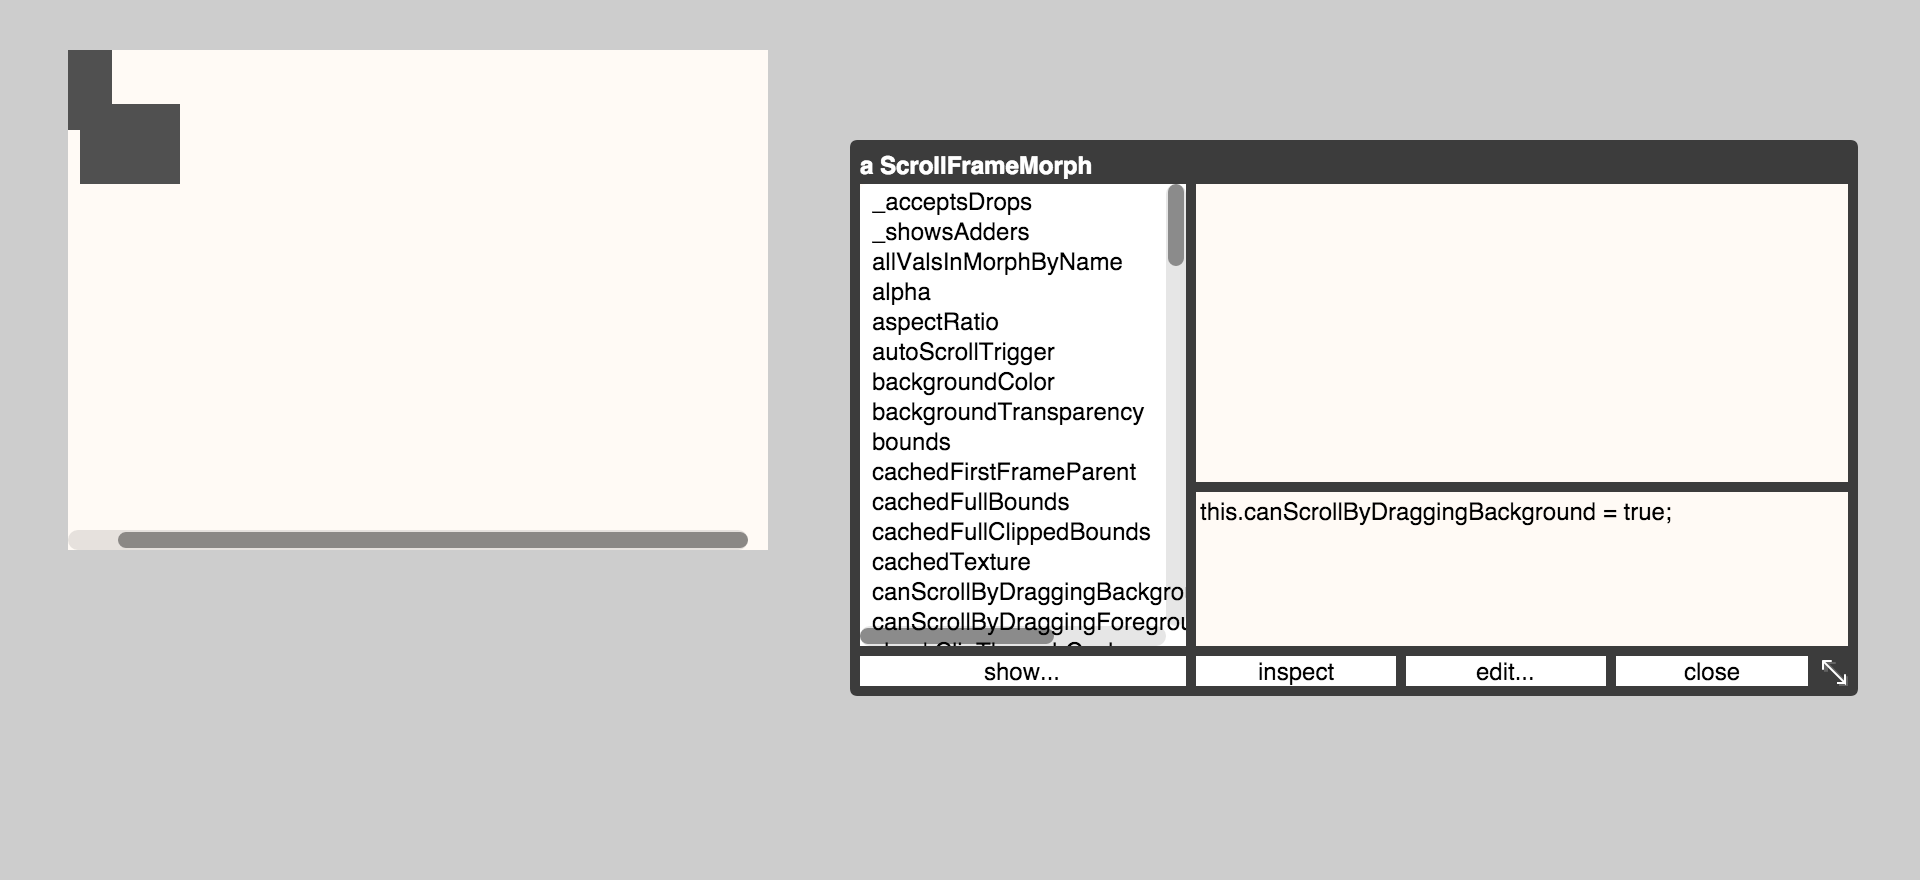 a ScrollFrameMorph
_acceptsDrops
_showsAdders
allValsInMorphByName
alpha
aspectRatio
autoScrollTrigger
backgroundColor
backgroundTransparency
bounds
cachedFirstFrameParent
cachedFullBounds
cachedFullClippedBounds
cachedTexture
canScrollByDraggingBackgro
canScrollByDraggingForegrou
this.canScrollByDraggingBackground = true;
show...
inspect
edit...
close